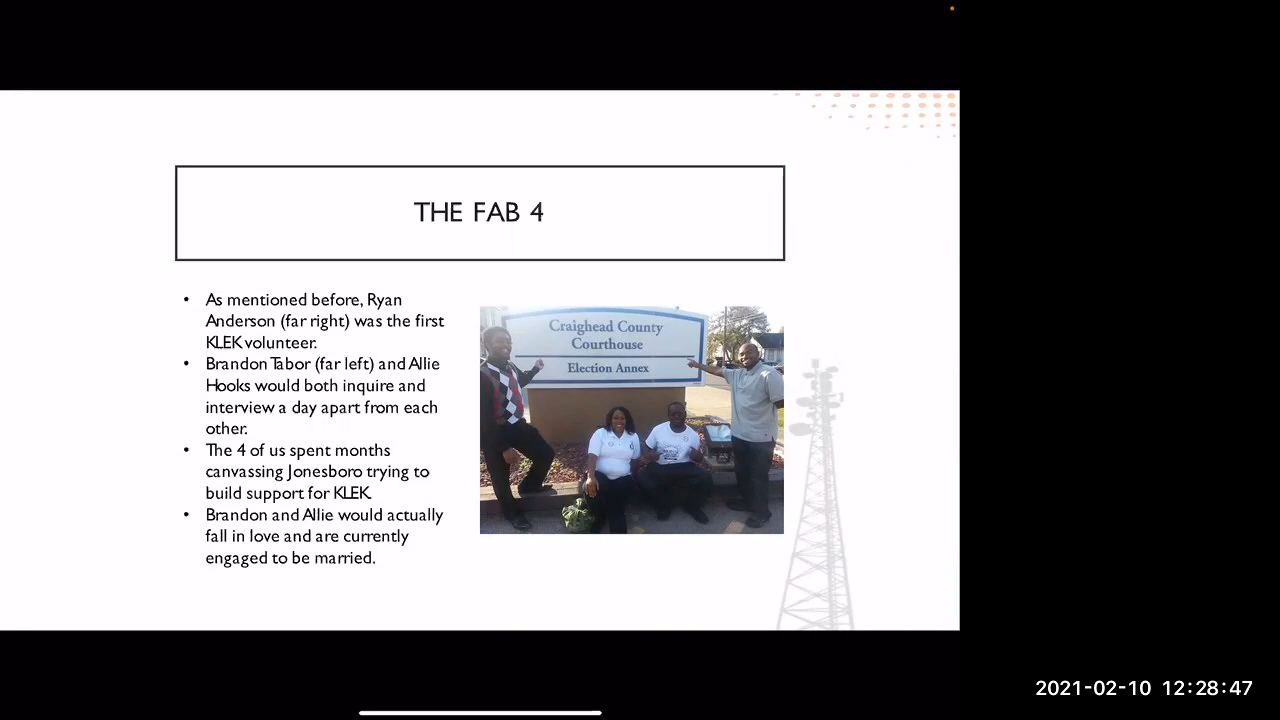 THE FAB 4
• As mentioned before, Ryan
Anderson (far right) was the first
KLEK volunteer.
• Brandon Tabor (far left) and Allie
Hooks would both inquire and
interview a day apart from each
other.
• The 4 of us spent months
canvassing Jonesboro trying to
build support for KLEK.
• Brandon and Allie would actually
fall in love and are currently
engaged to be married.
Craighead County
Courthouse
Election Annex
2021-02-10 12:28:47